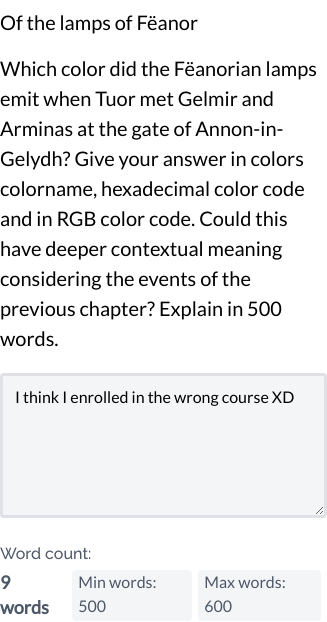 Of the lamps of Fëanor
Which color did the Fëanorian lamps
emit when Tuor met Gelmir and
Arminas at the gate of Annon-in-
Gelydh? Give your answer in colors
colorname, hexadecimal color code
and in RGB color code. Could this
have deeper contextual meaning
considering the events of the
previous chapter? Explain in 500
words.
I think I enrolled in the wrong course XD
Word count:
9
words
Min words:
500
Max words:
600